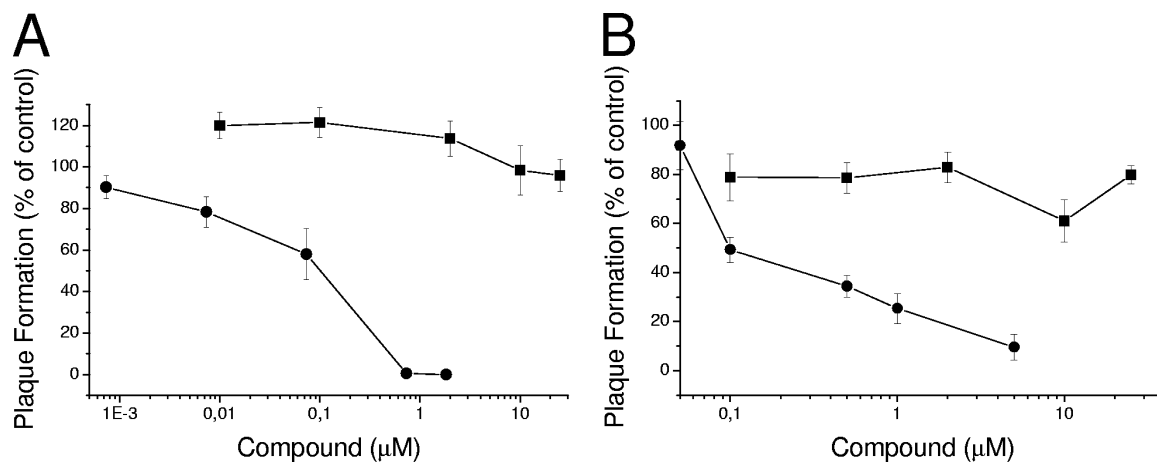 A
Plaque Formation (% of control)
120
100
80
60
40
20
0
1E-3 0,01 0,1 1 10
Compound (μM)
B
Plaque Formation (% of control)
100
80
60
40
20
0
0,1 1 10
Compound (μM)